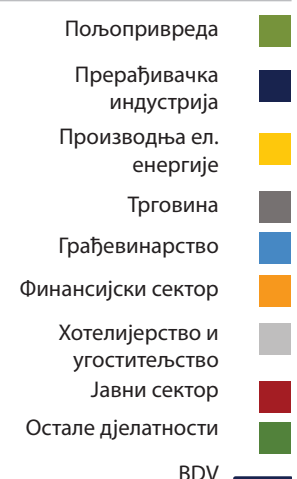 Пољопривреда
Прерађивачка
индустрија
Производња ел.
енергије
Трговина
Грађевинарство
Финансијски сектор
Хотелијерство и
угоститељство
Јавни сектор
Остале дјелатности
BDV